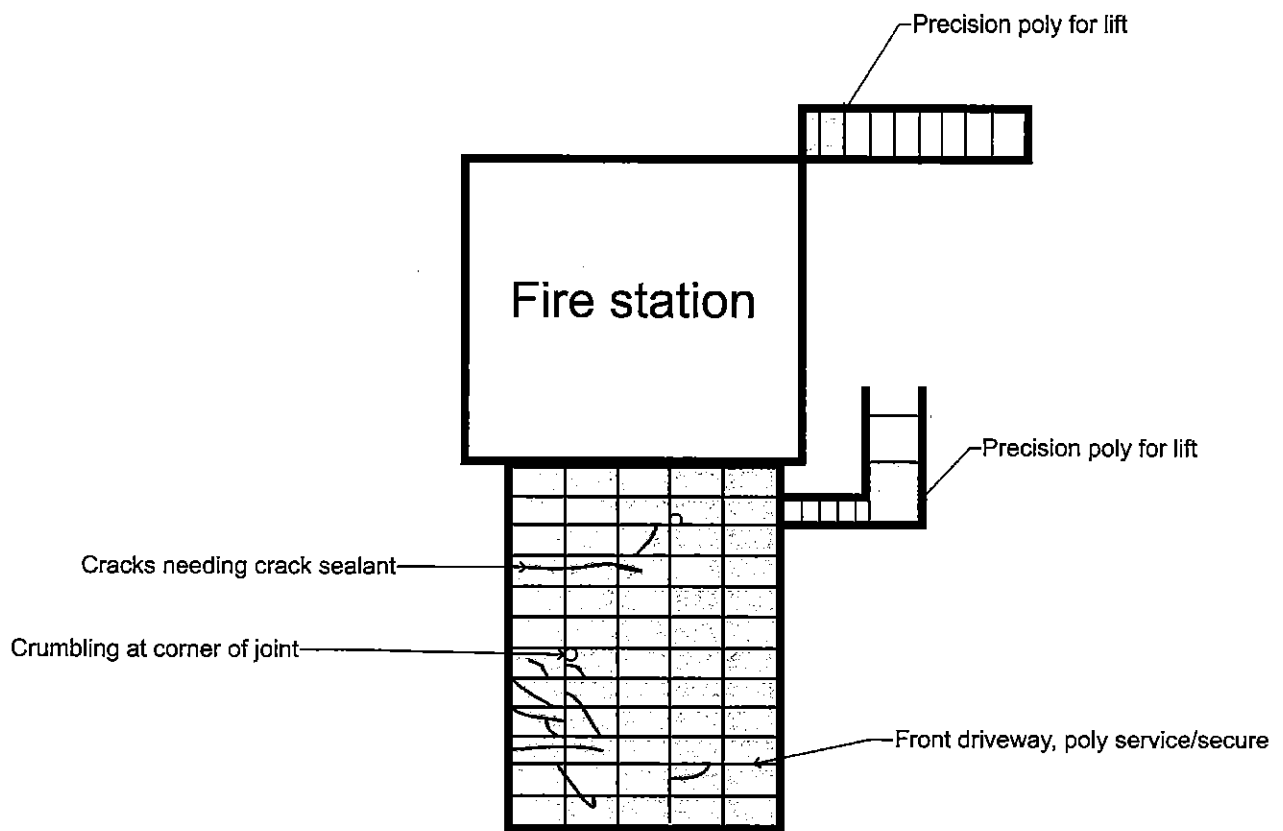 Precision poly for lift
Fire station
Precision poly for lift
Cracks needing crack sealant
Crumbling at corner of joint
Front driveway, poly service/secure